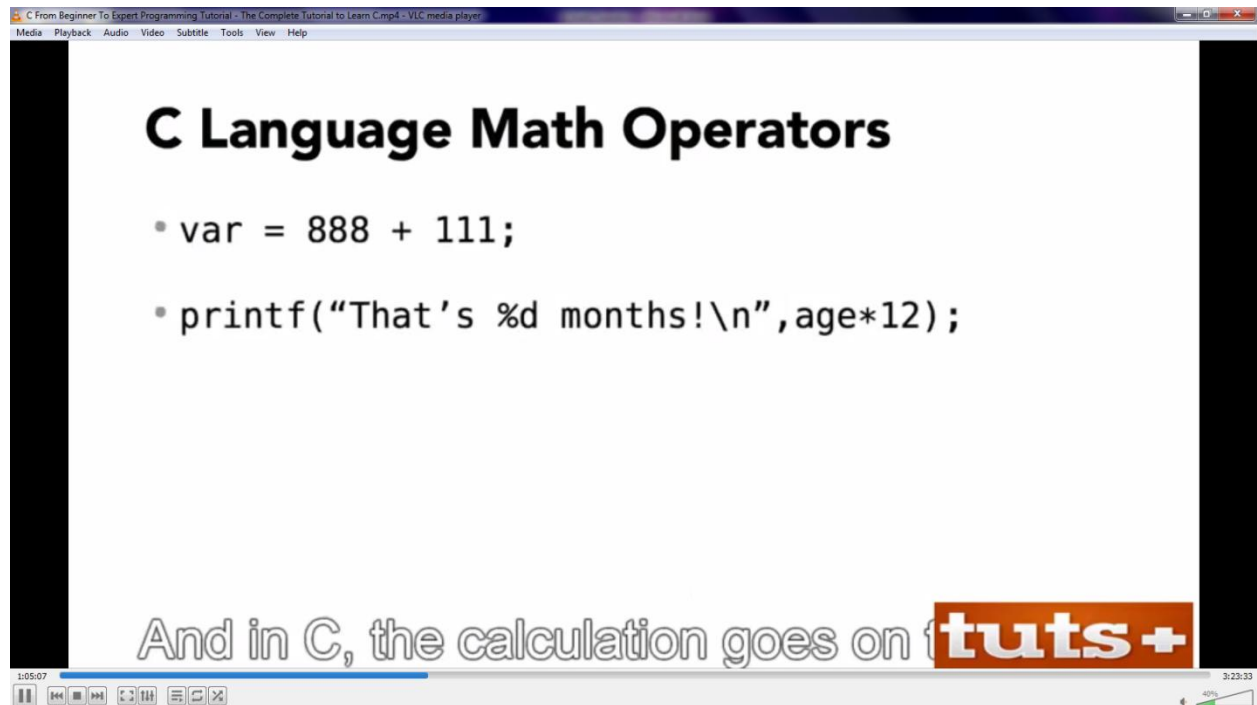 C From Beginner To Expert Programming Tutorial - The Complete Tutorial to Learn C.mp4 - VLC media player
Media Playback Audio Video Subtitle Tools View Help
C Language Math Operators
• var = 888 + 111;
• printf(“That’s %d months!\n”,age*12);
And in C, the calculation goes on
tuts+
1:05:07 3:23:33
40%